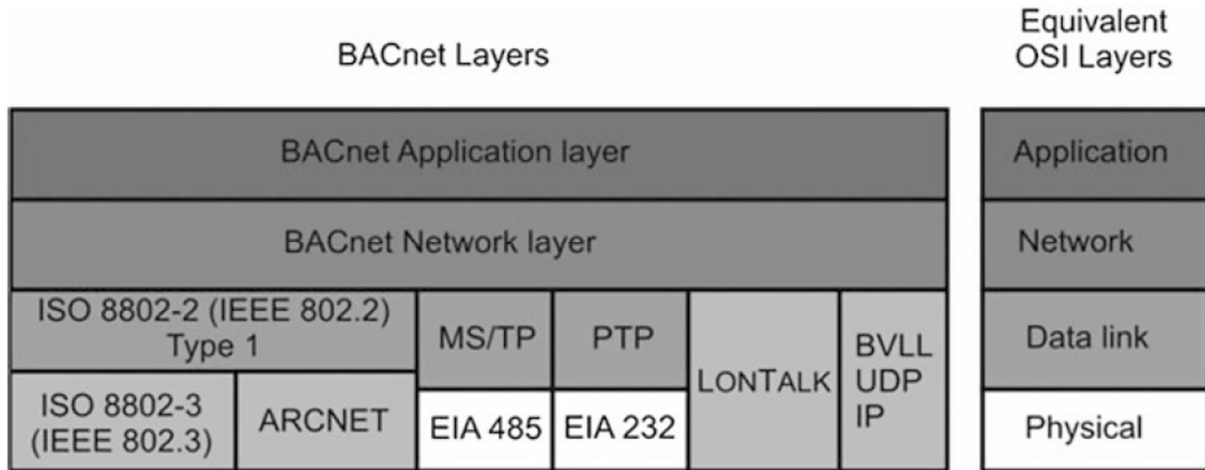 BACnet Layers
Equivalent
OSI Layers
BACnet Application layer
Application
BACnet Network layer
Network
ISO 8802-2 (IEEE 802.2)
Type 1
MS/TP
PTP
LONTALK
BVLL
UDP
IP
Data link
ISO 8802-3
(IEEE 802.3)
ARCNET
EIA 485
EIA 232
Physical